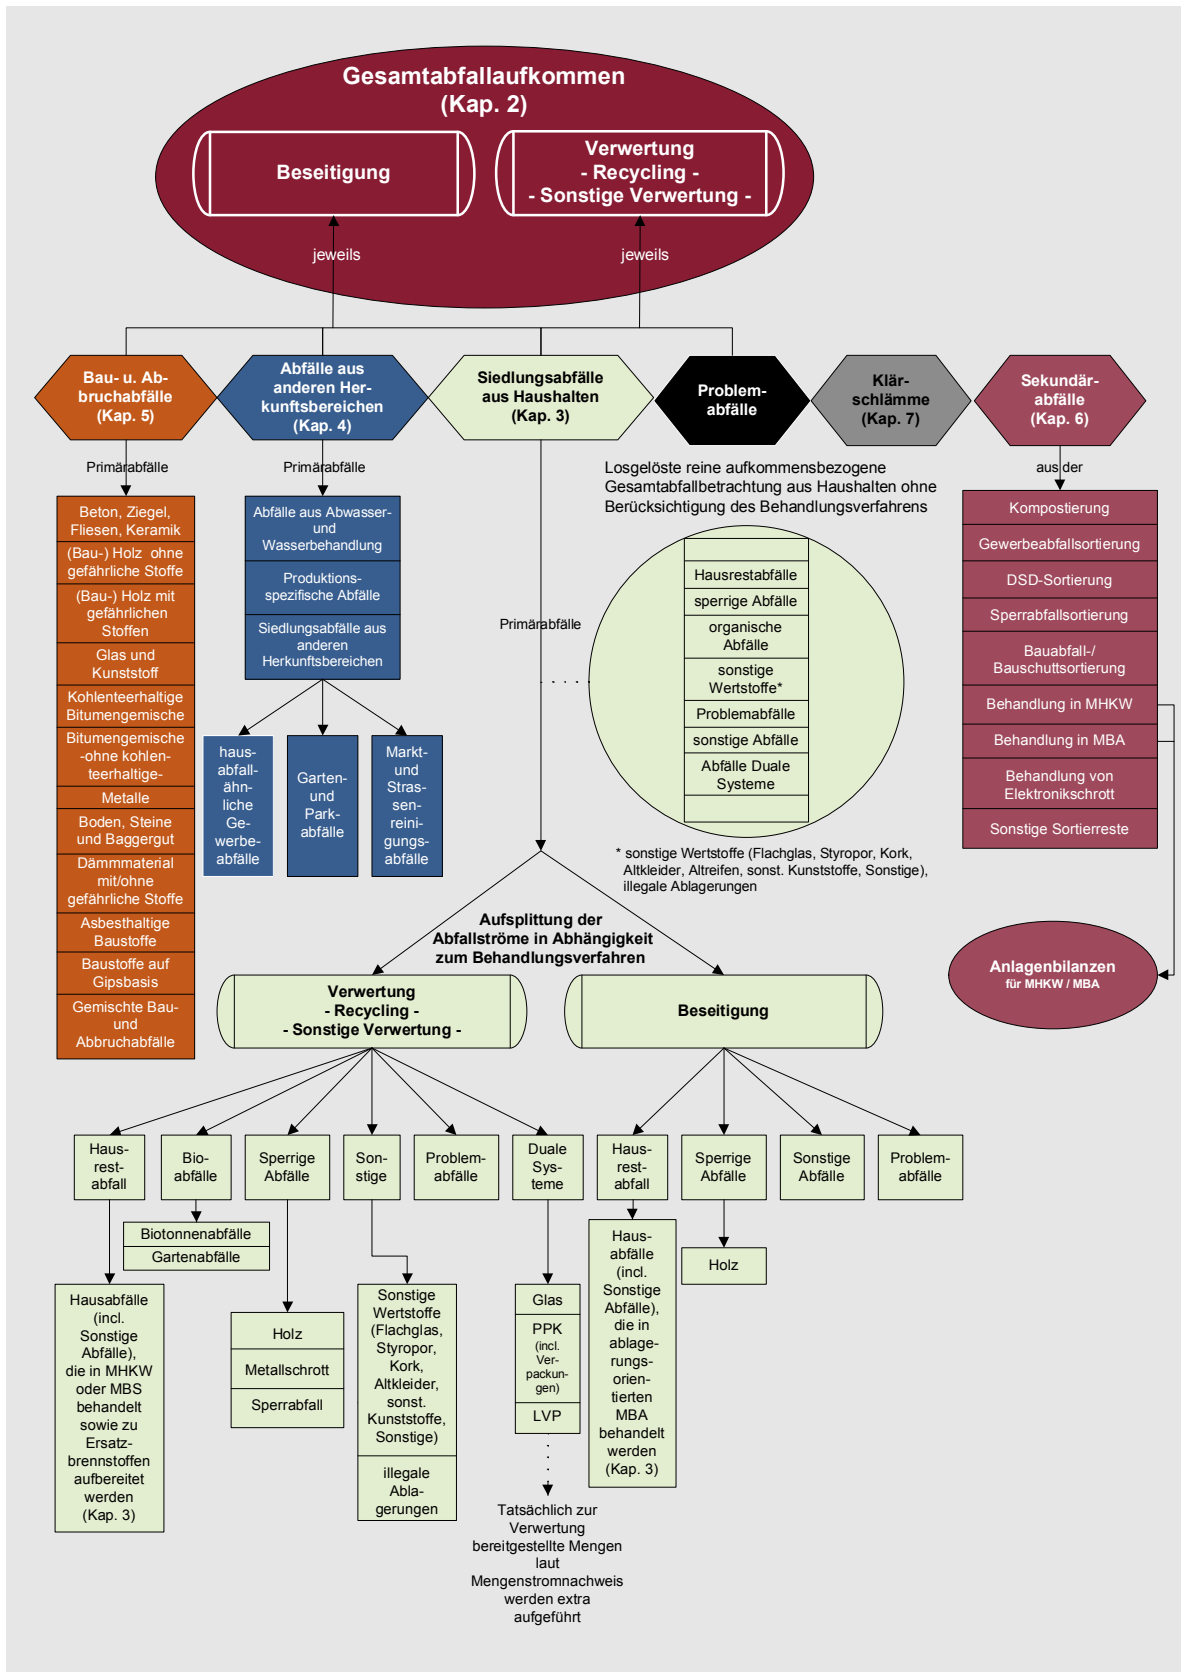 Gesamtabfallaufkommen
(Kap. 2)
Beseitigung
Verwertung
- Recycling -
- Sonstige Verwertung -
jeweils
jeweils
Bau- u. Ab-
bruchabfälle
(Kap. 5)
Abfälle aus
anderen Her-
kunftsbereichen
(Kap. 4)
Siedlungsabfälle
aus Haushalten
(Kap. 3)
Problem-
abfälle
Klär-
schlämme
(Kap. 7)
Sekundär-
abfälle
(Kap. 6)
Primärabfälle
Beton, Ziegel,
Fliesen, Keramik
(Bau-) Holz ohne
gefährliche Stoffe
(Bau-) Holz mit
gefährlichen
Stoffen
Glas und
Kunststoff
Kohlenteerhaltige
Bitumengemische
Bitumengemische
-ohne kohlen-
teerhaltige-
Metalle
Boden, Steine
und Baggergut
Dämmmaterial
mit/ohne
gefährliche Stoffe
Asbesthaltige
Baustoffe
Baustoffe auf
Gipsbasis
Gemischte Bau-
und
Abbruchabfälle
Primärabfälle
Abfälle aus Abwasser-
und
Wasserbehandlung
Produktions-
spezifische Abfälle
Siedlungsabfälle aus
anderen
Herkunftsbereichen
haus-
abfall-
ähn-
liche
Ge-
werbe-
abfälle
Garten-
und
Park-
abfälle
Markt-
und
Stras-
sen-
reini-
gungs-
abfälle
Primärabfälle
Losgelöste reine aufkommensbezogene
Gesamtabfallbetrachtung aus Haushalten ohne
Berücksichtigung des Behandlungsverfahrens
Hausrestabfälle
sperrige Abfälle
organische
Abfälle
sonstige
Wertstoffe*
Problemabfälle
sonstige Abfälle
Abfälle Duale
Systeme
* sonstige Wertstoffe (Flachglas, Styropor, Kork,
Altkleider, Altreifen, sonst. Kunststoffe, Sonstige),
illegale Ablagerungen
aus der
Kompostierung
Gewerbeabfallsortierung
DSD-Sortierung
Sperrabfallsortierung
Bauabfall-/
Bauschuttsortierung
Behandlung in MHKW
Behandlung in MBA
Behandlung von
Elektronikschrott
Sonstige Sortierreste
Anlagenbilanzen
für MHKW / MBA
Aufsplittung der
Abfallströme in Abhängigkeit
zum Behandlungsverfahren
Verwertung
- Recycling -
- Sonstige Verwertung -
Beseitigung
Haus-
rest-
abfall
Bio-
abfälle
Sperrige
Abfälle
Son-
stige
Problem-
abfälle
Duale
Sys-
teme
Haus-
rest-
abfall
Sperrige
Abfälle
Sonstige
Abfälle
Problem-
abfälle
Hausabfälle
(incl.
Sonstige
Abfälle),
die in MHKW
oder MBS
behandelt
sowie zu
Ersatz-
brennstoffen
aufbereitet
werden
(Kap. 3)
Biotonnenabfälle
Gartenabfälle
Holz
Metallschrott
Sperrabfall
Sonstige
Wertstoffe
(Flachglas,
Styropor,
Kork,
Altkleider,
sonst.
Kunststoffe,
Sonstige)
illegale
Abla-
gerungen
Glas
PPK
(incl.
Ver-
packun-
gen)
LVP
Tatsächlich zur
Verwertung
bereitgestellte Mengen
laut
Mengenstromnachweis
werden extra
aufgeführt
Haus-
abfälle
(incl.
Sonstige
Abfälle),
die in
ablage-
rungs-
orien-
tierten
MBA
behandelt
werden
(Kap. 3)
Holz